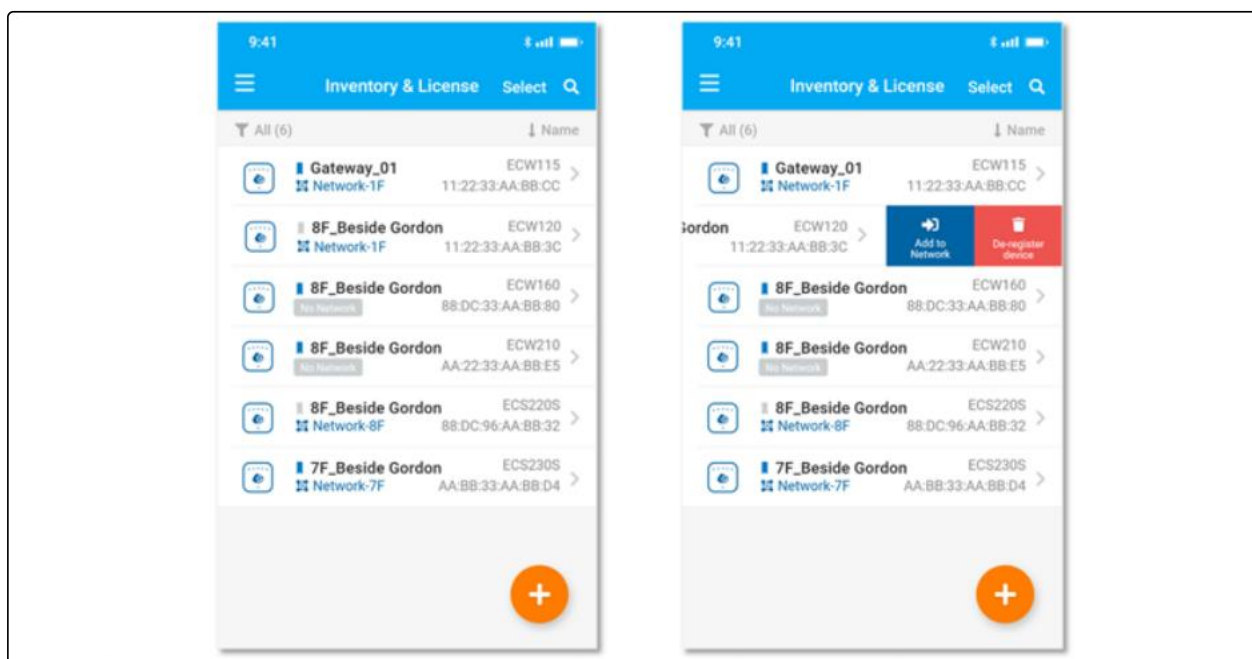 9:41
Inventory & License Select
All (6) Name
Gateway_01 ECW115
Network-1F 11:22:33:AA:BB:CC
8F_Beside Gordon ECW120
Network-1F 11:22:33:AA:BB:3C
8F_Beside Gordon ECW160
No Network 88:DC:33:AA:BB:80
8F_Beside Gordon ECW210
No Network AA:22:33:AA:BB:E5
8F_Beside Gordon ECS220S
Network-8F 88:DC:96:AA:BB:32
7F_Beside Gordon ECS230S
Network-7F AA:BB:33:AA:BB:D4
+
9:41
Inventory & License Select
All (6) Name
Gateway_01 ECW115
Network-1F 11:22:33:AA:BB:CC
Gordon ECW120
11:22:33:AA:BB:3C
Add to
Network
De-register
device
8F_Beside Gordon ECW160
No Network 88:DC:33:AA:BB:80
8F_Beside Gordon ECW210
No Network AA:22:33:AA:BB:E5
8F_Beside Gordon ECS220S
Network-8F 88:DC:96:AA:BB:32
7F_Beside Gordon ECS230S
Network-7F AA:BB:33:AA:BB:D4
+